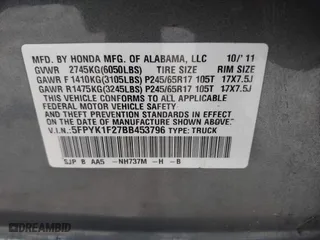 MFD. BY HONDA MFG. OF ALABAMA, LLC 10/'11
GVWR 2745KG(6050LBS) TIRE SIZE RIM SIZE
GAWR F 1410KG(3105LBS) P245/65R17 105T 17X7.5J
GAWR R1475KG(3245LBS) P245/65R17 105T 17X7.5J
THIS VEHICLE CONFORMS TO ALL APPLICABLE FEDERAL MOTOR VEHICLE
SAFETY AND THEFT PREVENTION STANDARDS IN EFFECT ON THE DATE OF
MANUFACTURE SHOWN ABOVE.
V.I.N.: 5FPYK1F27BB453796 TYPE: TRUCK
SJP B AA5 -NH737M -H -B
DREAMBID